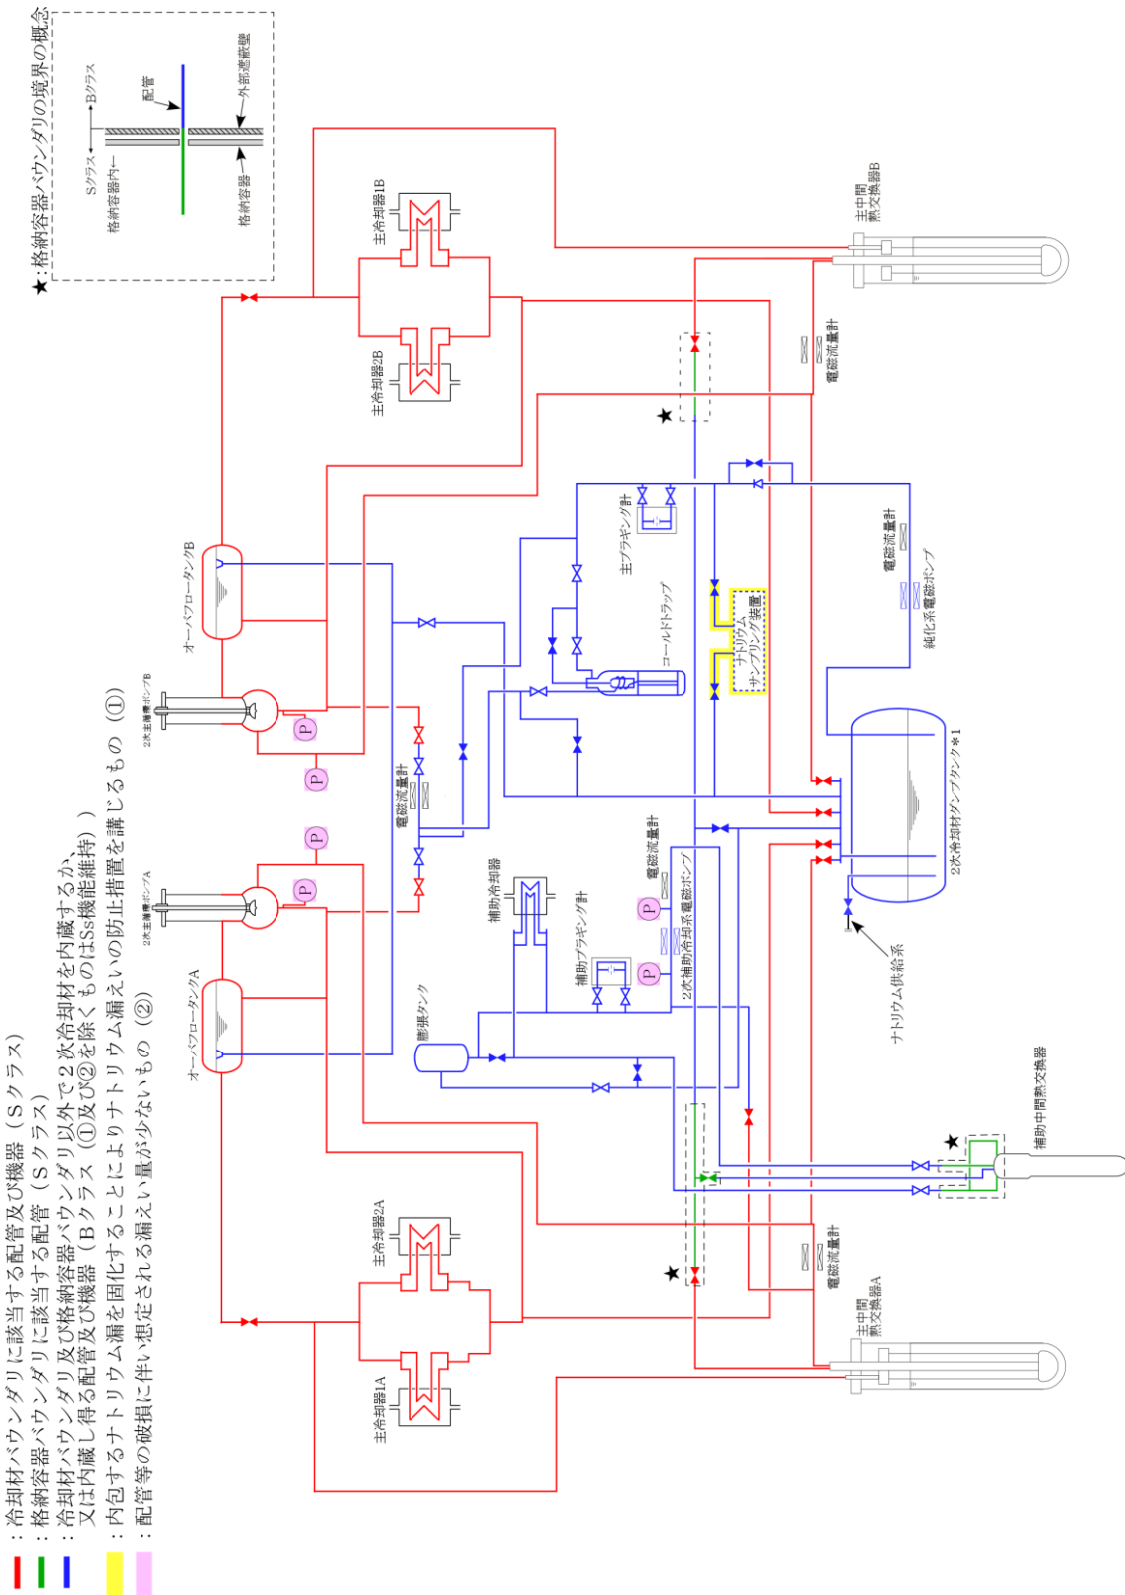 :冷却材バウンダリに該当する配管及び機器(Sクラス)
:格納容器バウンダリに該当する配管(Sクラス)
:冷却材バウンダリ及び格納容器バウンダリ以外で2次冷却材を内蔵するか、
又は内蔵し得る配管及び機器(Bクラス(①及び②を除くものはSs機能維持))
:内包するナトリウム漏を固化することによりナトリウム漏えいの防止措置を講じるもの(①)
:配管等の破損に伴い想定される漏えい量が少ないもの(②)
★:格納容器バウンダリの境界の概念
Sクラス
Bクラス
格納容器内←
配管
格納容器
外部遮蔽壁
オーバフロータンクA
2次主循環ポンプA
2次主循環ポンプB
オーバフロータンクB
P
P
P
P
主冷却器1A
主冷却器2A
主冷却器2B
主冷却器1B
電磁流量計
膨張タンク
補助冷却器
補助プラギング計
P
P
2次補助冷却系電磁ポンプ
電磁流量計
コールドトラップ
主プラギング計
ナトリウム
サンプリング装置
★
★
★
電磁流量計
電磁流量計
電磁流量計
純化系電磁ポンプ
主中間
熱交換器A
主中間
熱交換器B
補助中間熱交換器
ナトリウム供給系
2次冷却材ダンプタンク*1